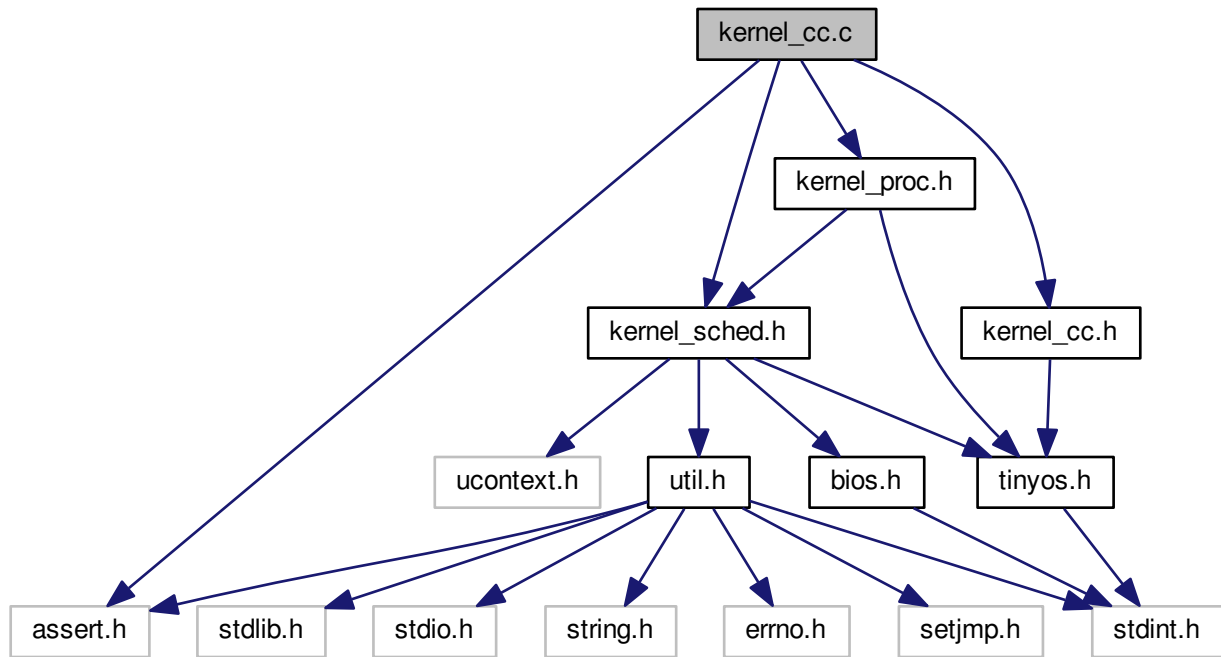 kernel_cc.c
kernel_proc.h
kernel_sched.h
kernel_cc.h
ucontext.h
util.h
bios.h
tinyos.h
assert.h
stdlib.h
stdio.h
string.h
errno.h
setjmp.h
stdint.h